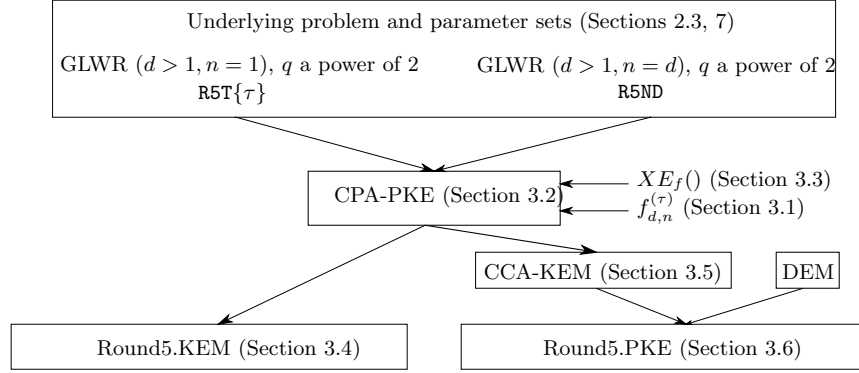 Underlying problem and parameter sets (Sections 2.3, 7)
GLWR (d > 1, n = 1), q a power of 2
R5T{τ}
GLWR (d > 1, n = d), q a power of 2
R5ND
CPA-PKE (Section 3.2)
XE_f() (Section 3.3)
f_{d,n}^{(τ)} (Section 3.1)
CCA-KEM (Section 3.5)
DEM
Round5.KEM (Section 3.4)
Round5.PKE (Section 3.6)